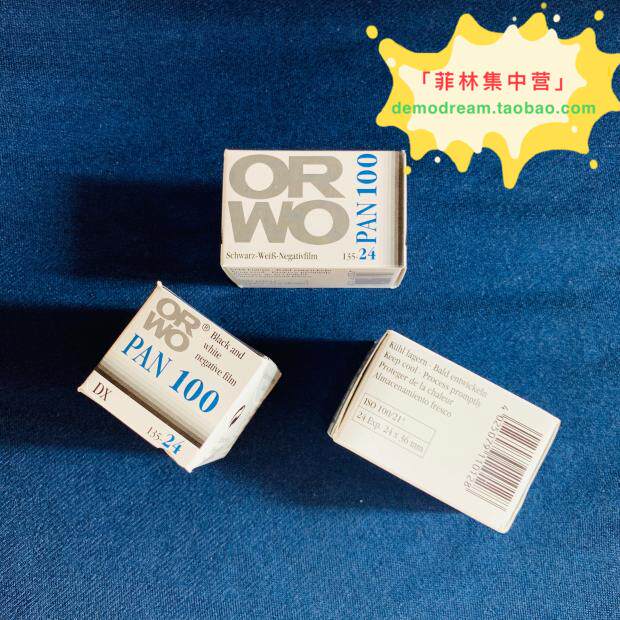 「菲林集中营」
demodream.taobao.com
OR
WO
PAN 100
Schwarz-Weiß-Negativfilm 135-24
OR
WO®
Black and
white
negative film
PAN 100
DX
135-24
Kühl lagern · Bald entwickeln
Keep cool · Process promptly
Proteger de la chaleur
Almacenamiento fresco
ISO 100/21°
24 Exp. 24 x 36 mm